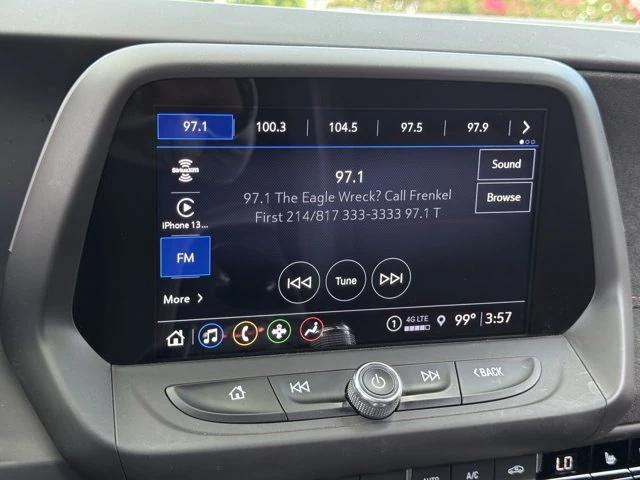 97.1 100.3 104.5 97.5 97.9
SiriusXM
Sound
97.1
97.1 The Eagle Wreck? Call Frenkel
First 214/817 333-3333 97.1 T
Browse
iPhone 13...
FM
Tune
More
1 4G LTE 99° 3:57
BACK
LO
AUTO A/C